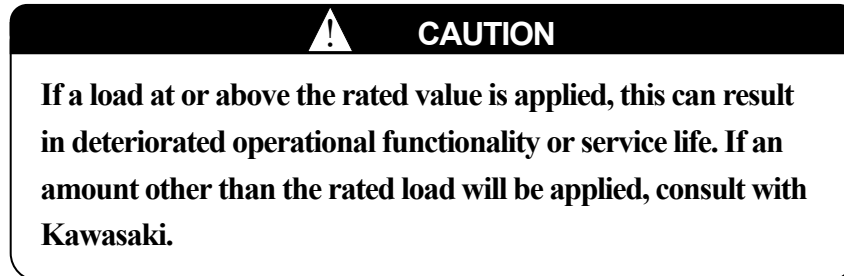 CAUTION
If a load at or above the rated value is applied, this can result
in deteriorated operational functionality or service life. If an
amount other than the rated load will be applied, consult with
Kawasaki.